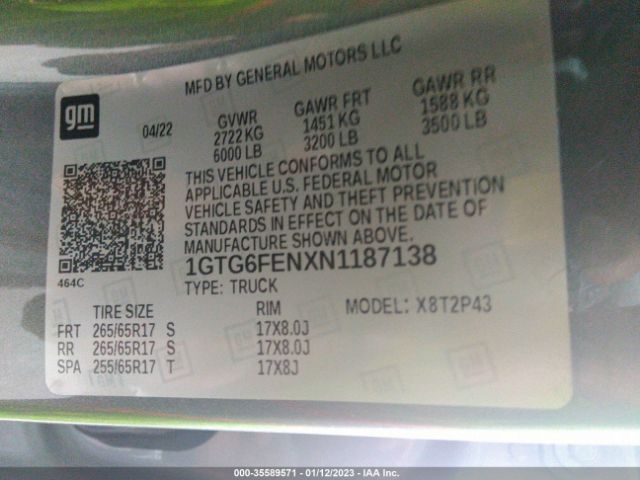 MFD BY GENERAL MOTORS LLC
gm
04/22
GVWR GAWR FRT GAWR RR
2722 KG 1451 KG 1588 KG
6000 LB 3200 LB 3500 LB
THIS VEHICLE CONFORMS TO ALL
APPLICABLE U.S. FEDERAL MOTOR
VEHICLE SAFETY AND THEFT PREVENTION
STANDARDS IN EFFECT ON THE DATE OF
MANUFACTURE SHOWN ABOVE.
464C
1GTG6FENXN1187138
TYPE: TRUCK
MODEL: X8T2P43
TIRE SIZE RIM
FRT 265/65R17 S 17X8.0J
RR 265/65R17 S 17X8.0J
SPA 255/65R17 T 17X8J
000-35589571 - 01/12/2023 - IAA Inc.